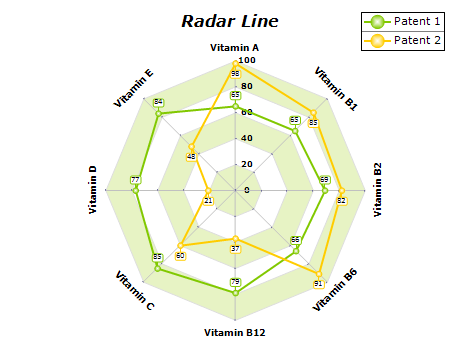 Radar Line
Patent 1
Patent 2
Vitamin A
100
98
Vitamin E
Vitamin B1
84
80
65
85
60
65
40
48
20
Vitamin D
77
0
69
Vitamin B2
21
82
37
66
85
60
Vitamin C
79
91
Vitamin B6
Vitamin B12